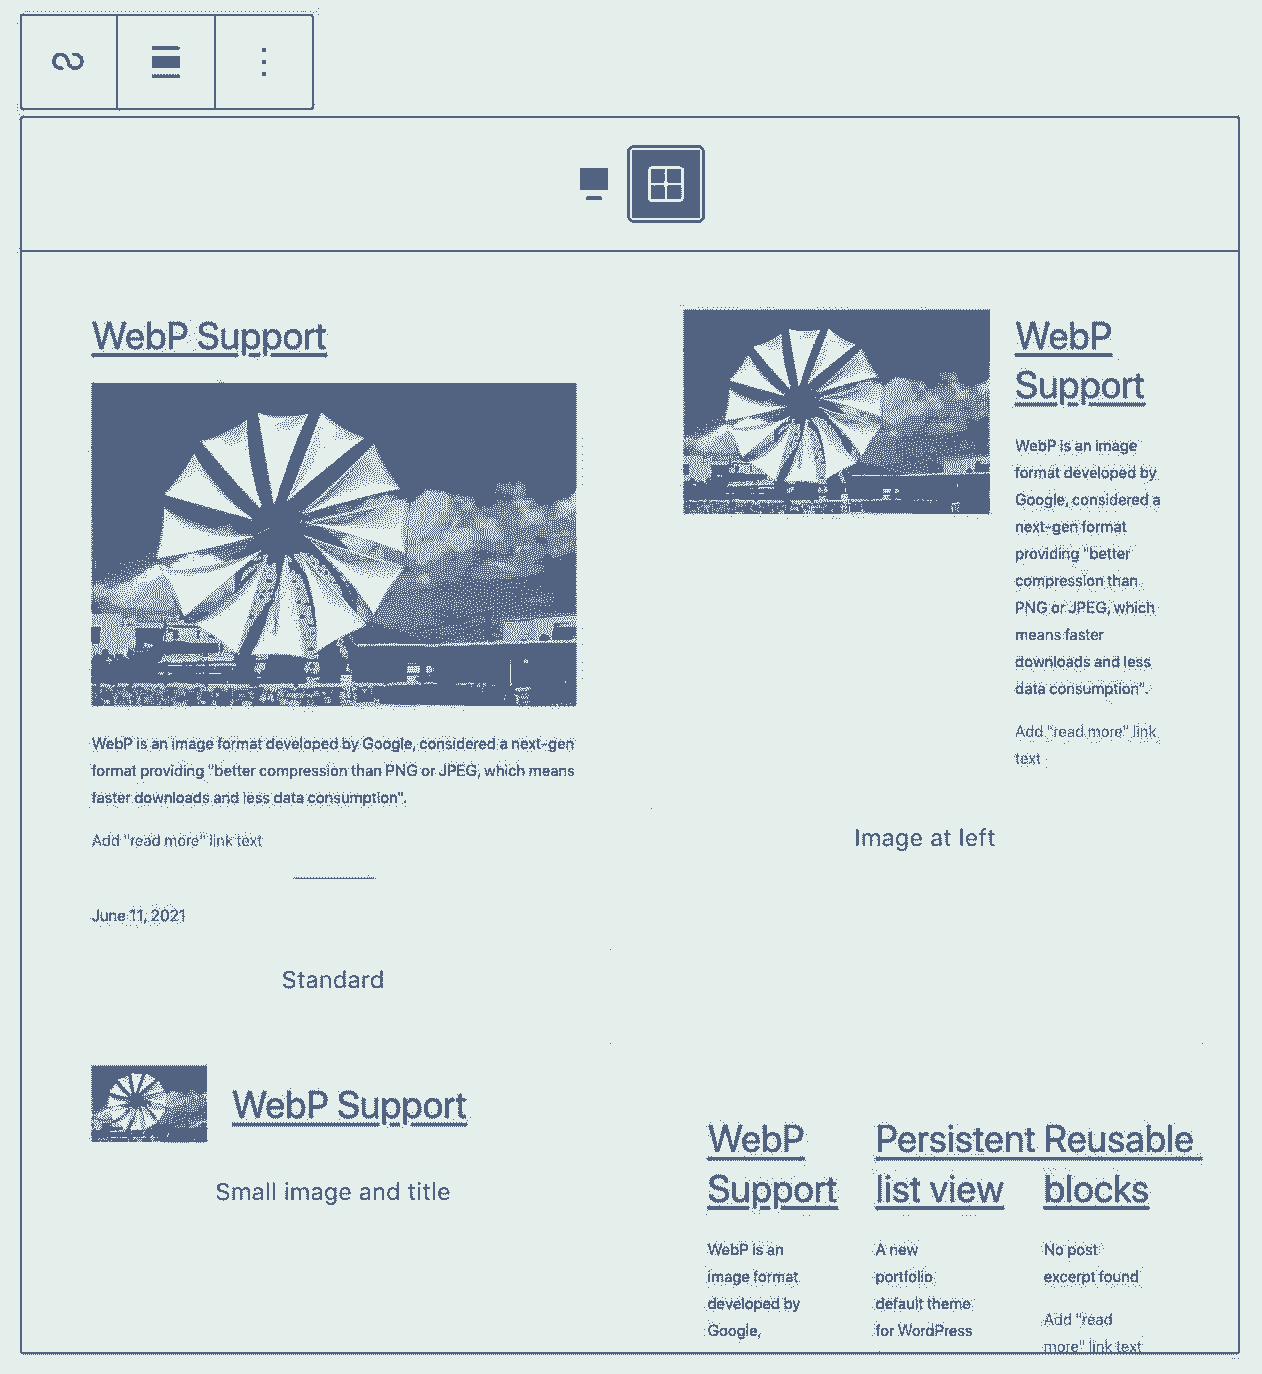 WebP Support
WebP is an image format developed by Google, considered a next-gen
format providing "better compression than PNG or JPEG, which means
faster downloads and less data consumption".
Add "read more" link text
June 11, 2021
Standard
WebP
Support
WebP is an image
format developed by
Google, considered a
next-gen format
providing "better
compression than
PNG or JPEG, which
means faster
downloads and less
data consumption".
Add "read more" link
text
Image at left
WebP Support
Small image and title
WebP
Support
WebP is an
image format
developed by
Google,
Persistent
list view
A new
portfolio
default theme
for WordPress
Reusable
blocks
No post
excerpt found
Add "read
more" link text